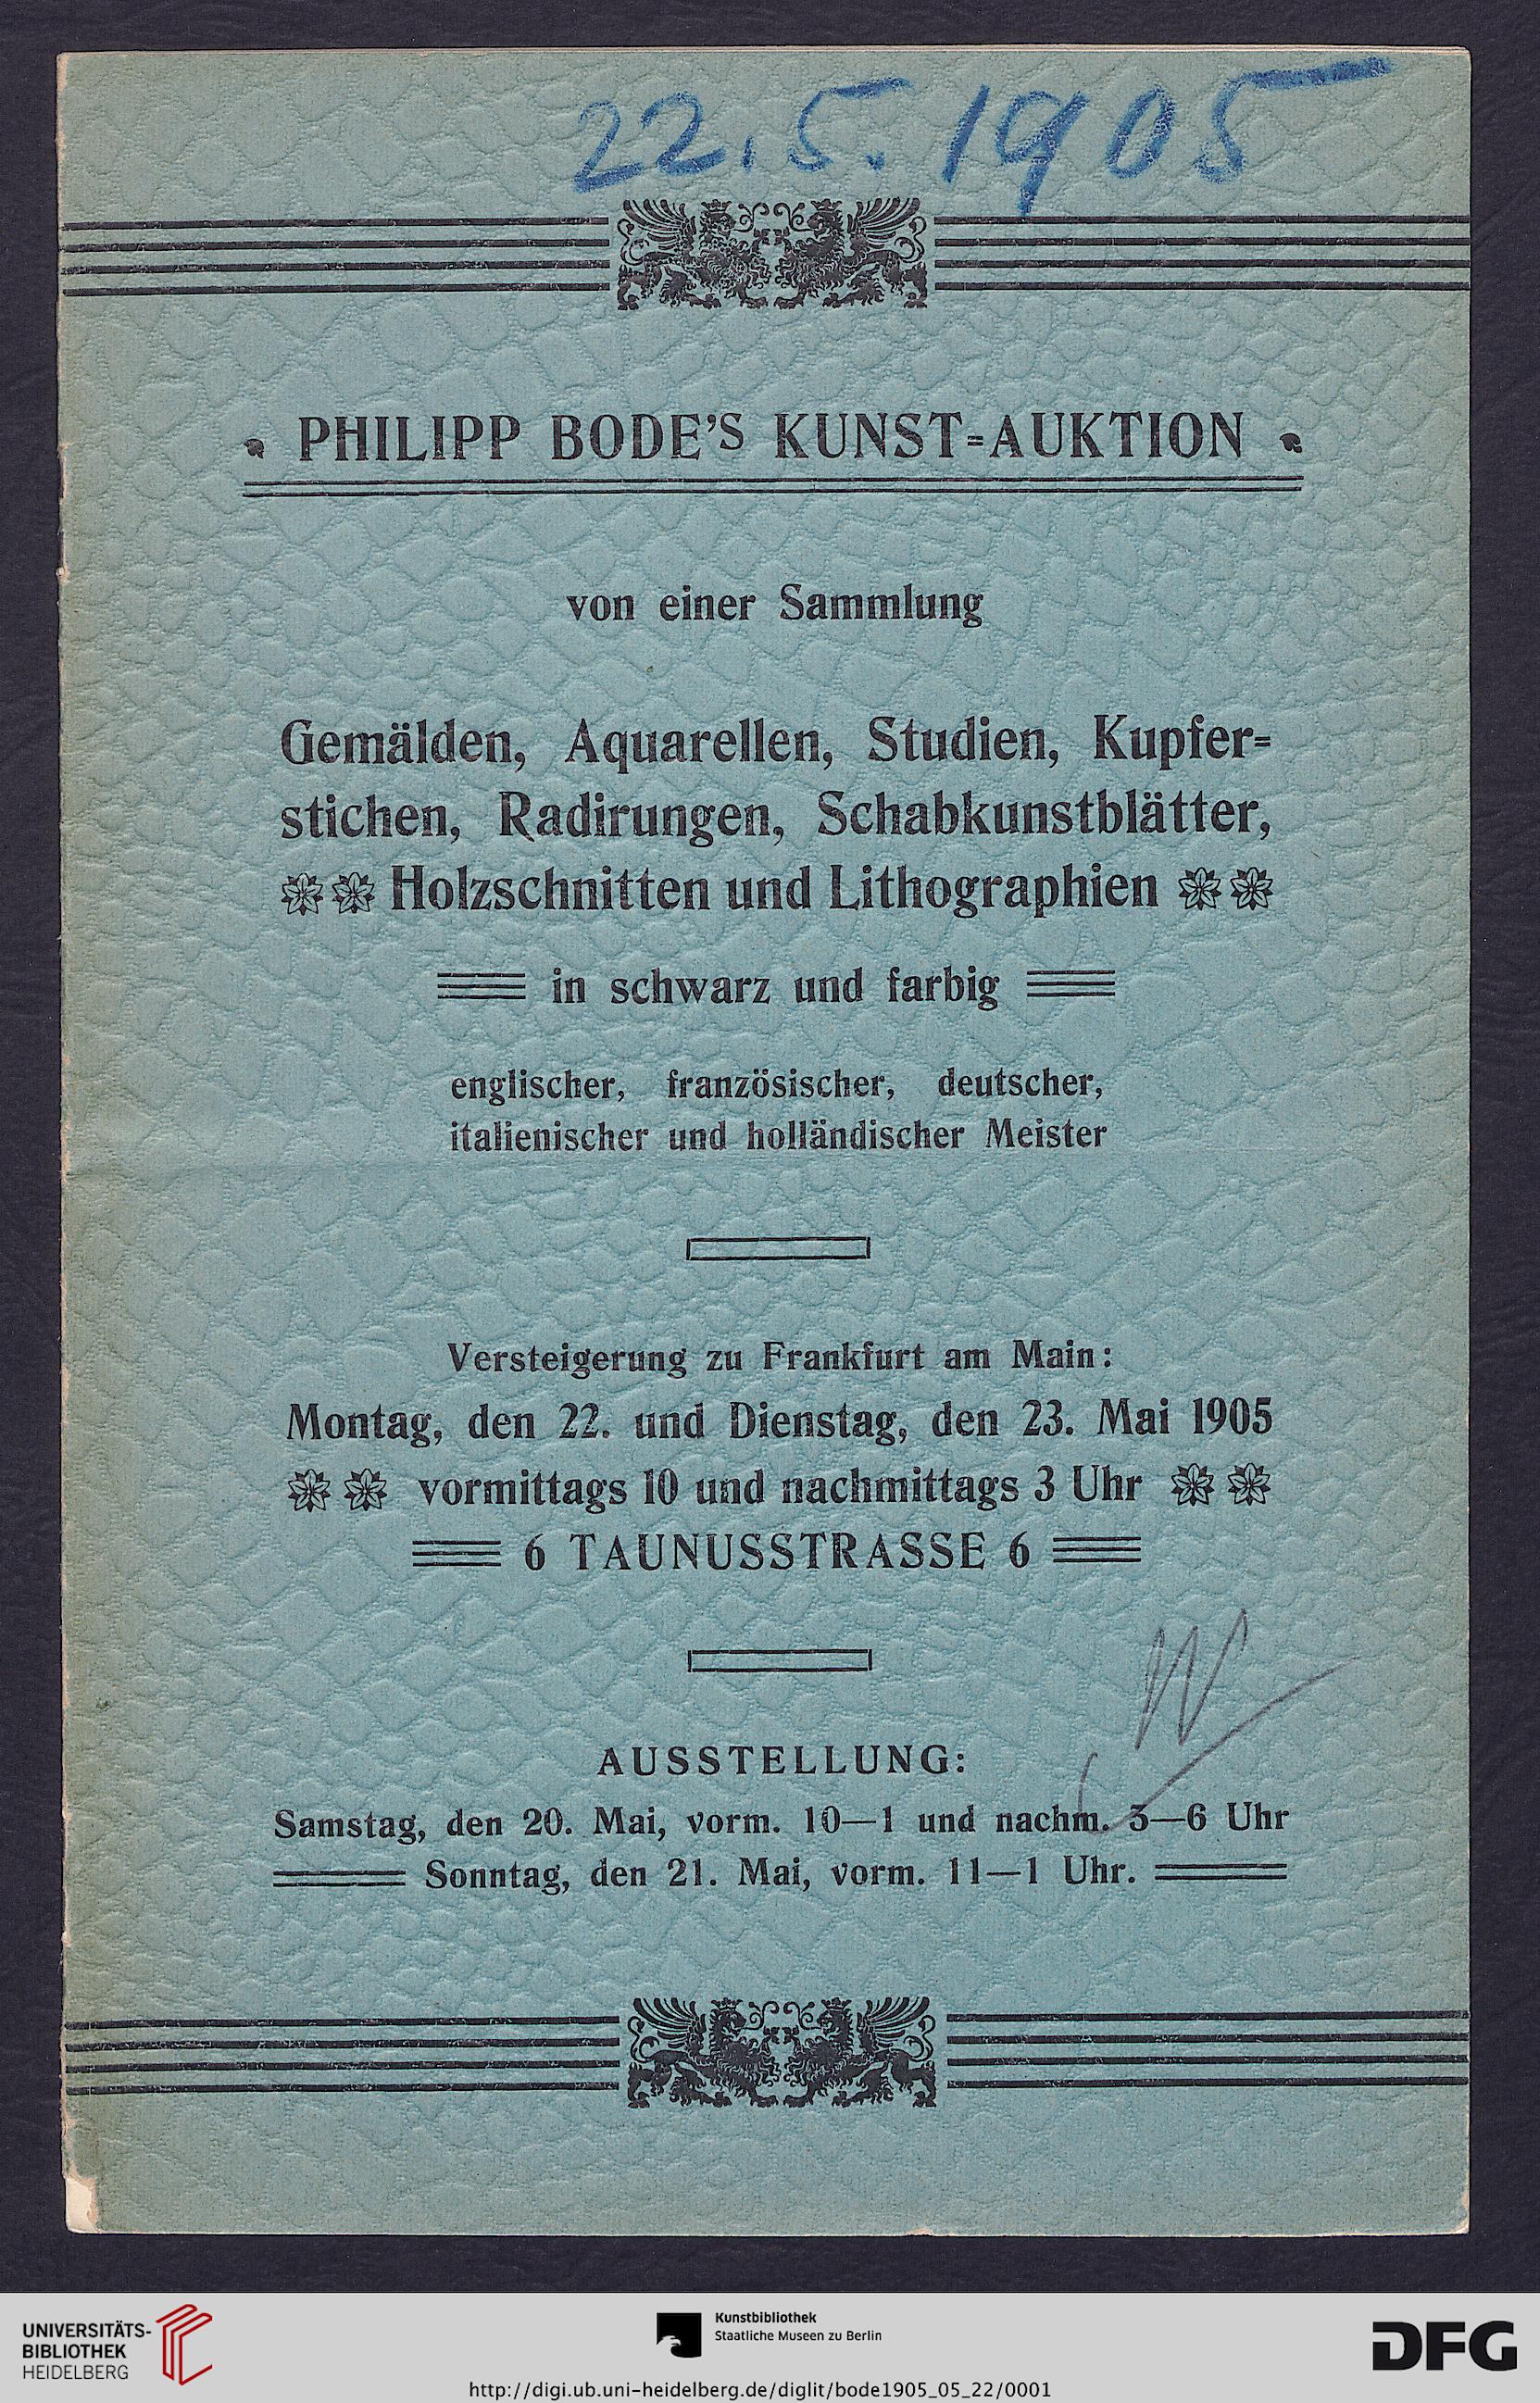 22.5.1905
PHILIPP BODE'S KUNST=AUKTION
von einer Sammlung
Gemälden, Aquarellen, Studien, Kupfer=
stichen, Radirungen, Schabkunstblätter,
Holzschnitten und Lithographien
in schwarz und farbig
englischer, französischer, deutscher,
italienischer und holländischer Meister
Versteigerung zu Frankfurt am Main:
Montag, den 22. und Dienstag, den 23. Mai 1905
vormittags 10 und nachmittags 3 Uhr
6 TAUNUSSTRASSE 6
AUSSTELLUNG:
Samstag, den 20. Mai, vorm. 10—1 und nachm. 3—6 Uhr
Sonntag, den 21. Mai, vorm. 11—1 Uhr.
UNIVERSITÄTS-
BIBLIOTHEK
HEIDELBERG
Kunstbibliothek
Staatliche Museen zu Berlin
DFG
http://digi.ub.uni-heidelberg.de/diglit/bode1905_05_22/0001